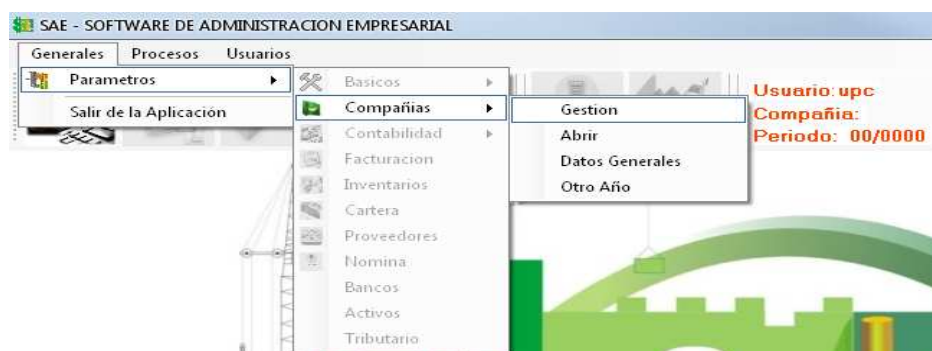 SAE - SOFTWARE DE ADMINISTRACION EMPRESARIAL
Generales Procesos Usuarios
Parametros
Salir de la Aplicación
Basicos
Compañias
Contabilidad
Facturacion
Inventarios
Cartera
Proveedores
Nomina
Bancos
Activos
Tributario
Gestion
Abrir
Datos Generales
Otro Año
Usuario: upc
Compañia:
Periodo: 00/0000